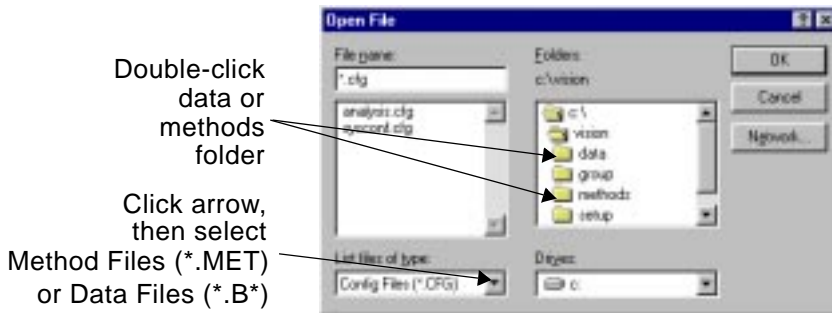 Open File
Double-click
data or
methods
folder
Click arrow,
then select
Method Files (*.MET)
or Data Files (*.B*)
File name:
*.cfg
analysis.cfg
sysconf.cfg
List files of type:
Config Files (*.CFG)
Folders:
c:\vision
c:\
vision
data
group
methods
setup
Drives:
c:
OK
Cancel
Network...